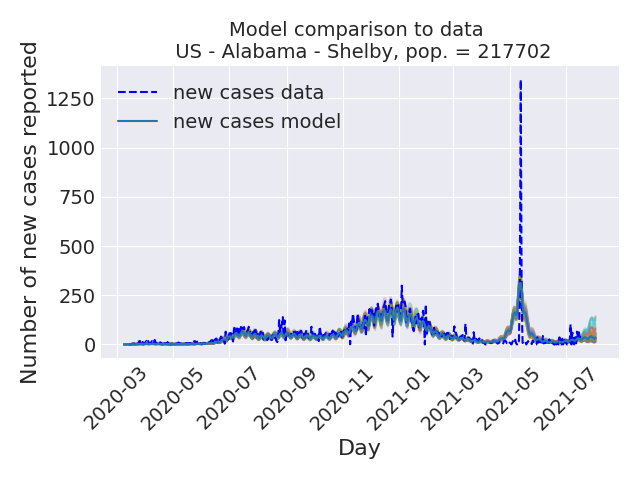 Model comparison to data
US - Alabama - Shelby, pop. = 217702
Number of new cases reported
1250
1000
750
500
250
0
new cases data
new cases model
2020-03
2020-05
2020-07
2020-09
2020-11
2021-01
2021-03
2021-05
2021-07
Day